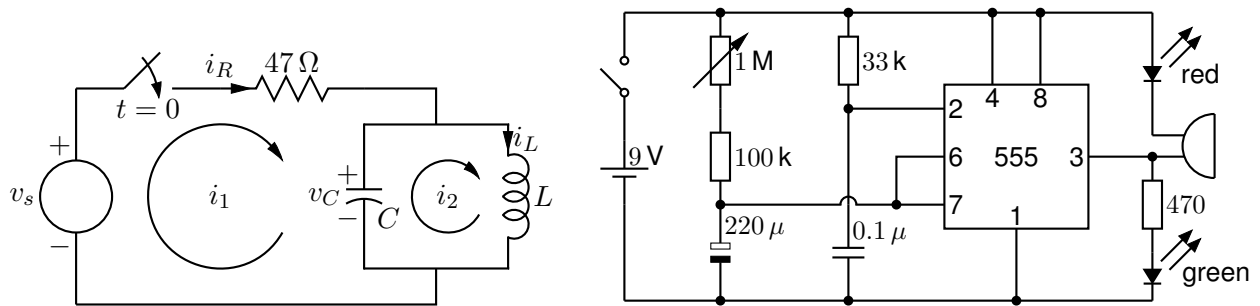 i_R
47 Ω
t = 0
+
v_s
−
i_1
+
v_C
−
C
i_2
i_L
L
9 V
1 M
100 k
220 μ
33 k
0.1 μ
4 8
2
6 555 3
7
1
red
470
green